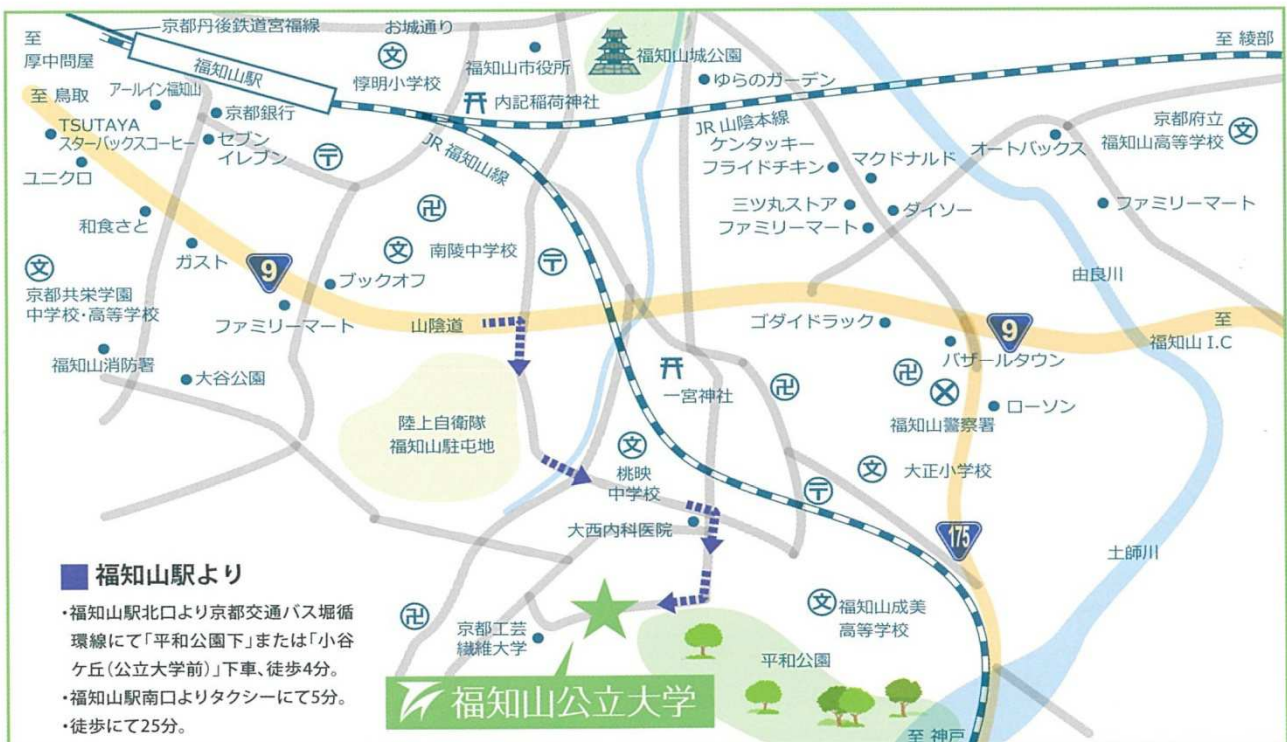 京都丹後鉄道宮福線
お城通り
至
厚中問屋
福知山駅
文
惇明小学校
福知山市役所
福知山城公園
至 綾部
ゆらのガーデン
内記稲荷神社
至 鳥取
アールイン福知山
京都銀行
TSUTAYA
スターバックスコーヒー
セブン
イレブン
〒
JR 福知山線
JR 山陰本線
ケンタッキー
フライドチキン
マクドナルド
オートバックス
京都府立
福知山高等学校
文
ユニクロ
三ツ丸ストア
ファミリーマート
ダイソー
ファミリーマート
和食さと
卍
文
南陵中学校
〒
ガスト
文
京都共栄学園
中学校・高等学校
9
ブックオフ
由良川
ファミリーマート
山陰道
ゴダイドラック
9
至
福知山 I.C
バザールタウン
福知山消防署
大谷公園
一宮神社
卍
卍
福知山警察署
ローソン
陸上自衛隊
福知山駐屯地
文
桃映
中学校
文
大正小学校
〒
大西内科医院
175
土師川
福知山駅より
・福知山駅北口より京都交通バス堀循
環線にて「平和公園下」または「小谷
ケ丘(公立大学前)」下車、徒歩4分。
・福知山駅南口よりタクシーにて5分。
・徒歩にて25分。
卍
京都工芸
繊維大学
文
福知山成美
高等学校
平和公園
福知山公立大学
至 神戸